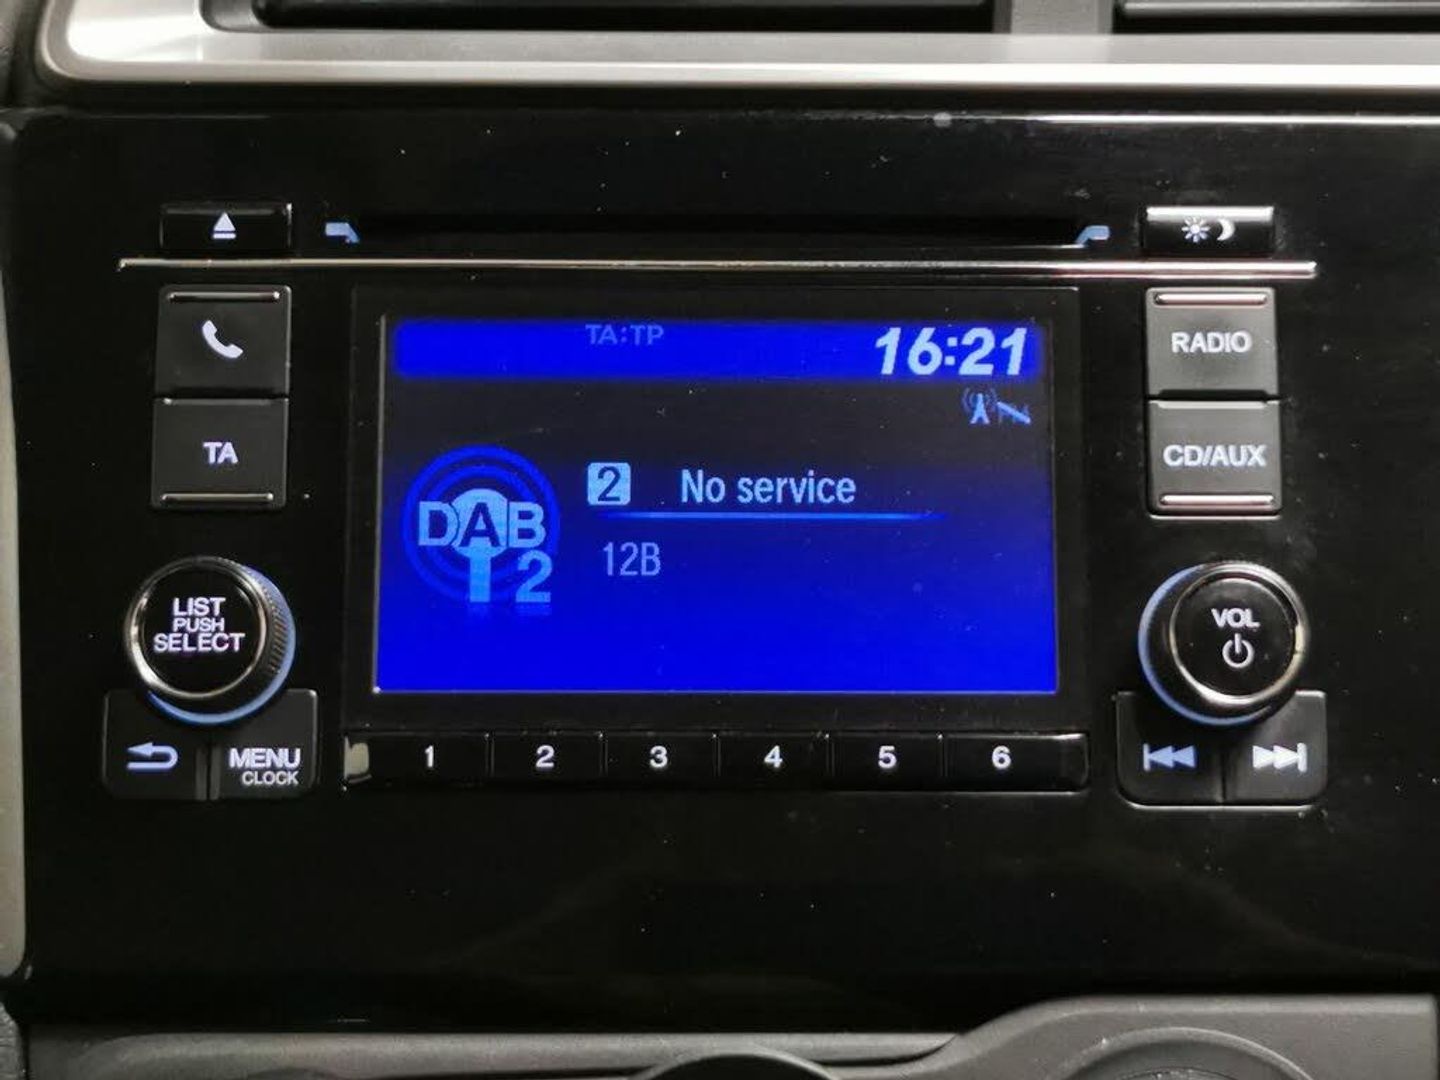 TA:TP
16:21
RADIO
TA
CD/AUX
2 No service
DAB
2
12B
LIST
PUSH
SELECT
VOL
MENU
CLOCK
1 2 3 4 5 6